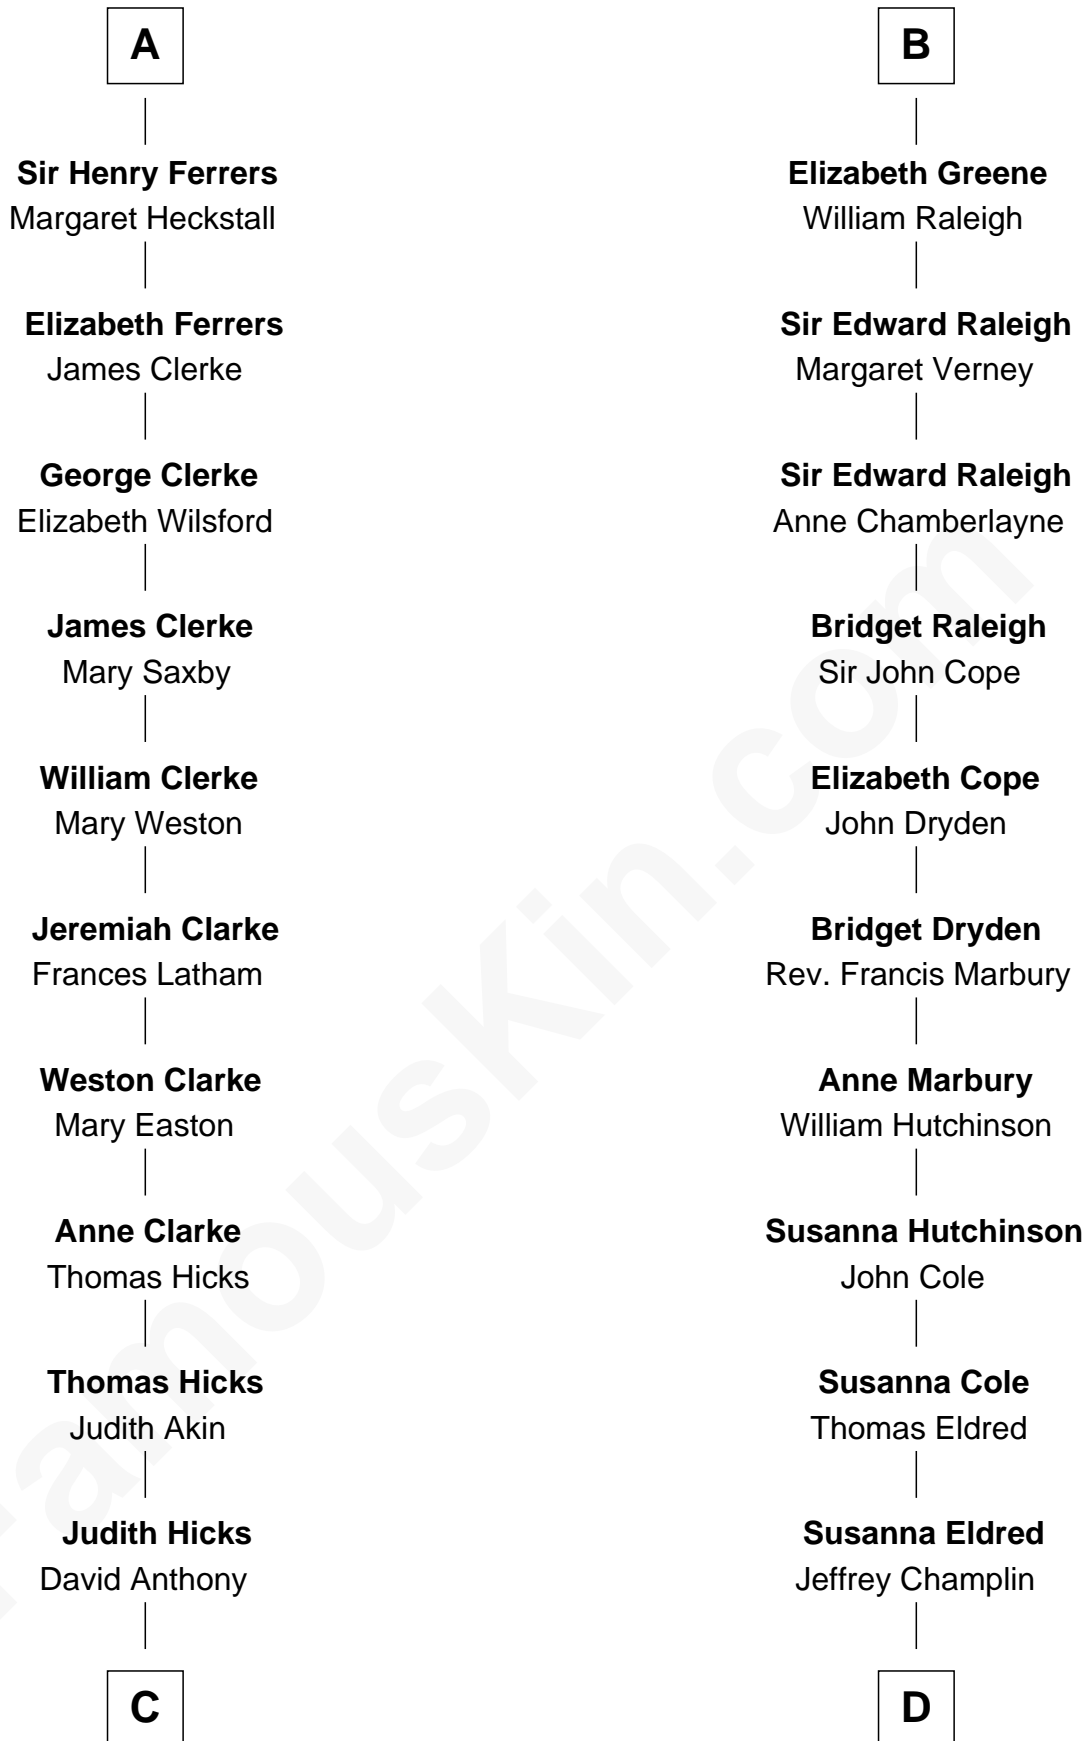 A
Sir Henry Ferrers
Margaret Heckstall
Elizabeth Ferrers
James Clerke
George Clerke
Elizabeth Wilsford
James Clerke
Mary Saxby
William Clerke
Mary Weston
Jeremiah Clarke
Frances Latham
Weston Clarke
Mary Easton
Anne Clarke
Thomas Hicks
Thomas Hicks
Judith Akin
Judith Hicks
David Anthony
C
B
Elizabeth Greene
William Raleigh
Sir Edward Raleigh
Margaret Verney
Sir Edward Raleigh
Anne Chamberlayne
Bridget Raleigh
Sir John Cope
Elizabeth Cope
John Dryden
Bridget Dryden
Rev. Francis Marbury
Anne Marbury
William Hutchinson
Susanna Hutchinson
John Cole
Susanna Cole
Thomas Eldred
Susanna Eldred
Jeffrey Champlin
D
FamousKin.com